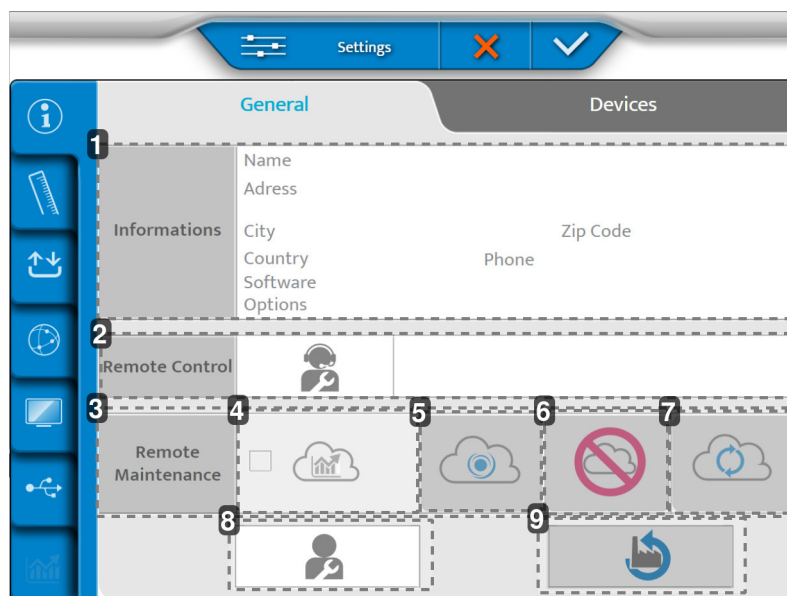 Settings
General
Devices
1
Name
Adress
Informations
City
Zip Code
Country
Phone
Software
Options
2
Remote Control
3
4
5
6
7
Remote
Maintenance
8
9